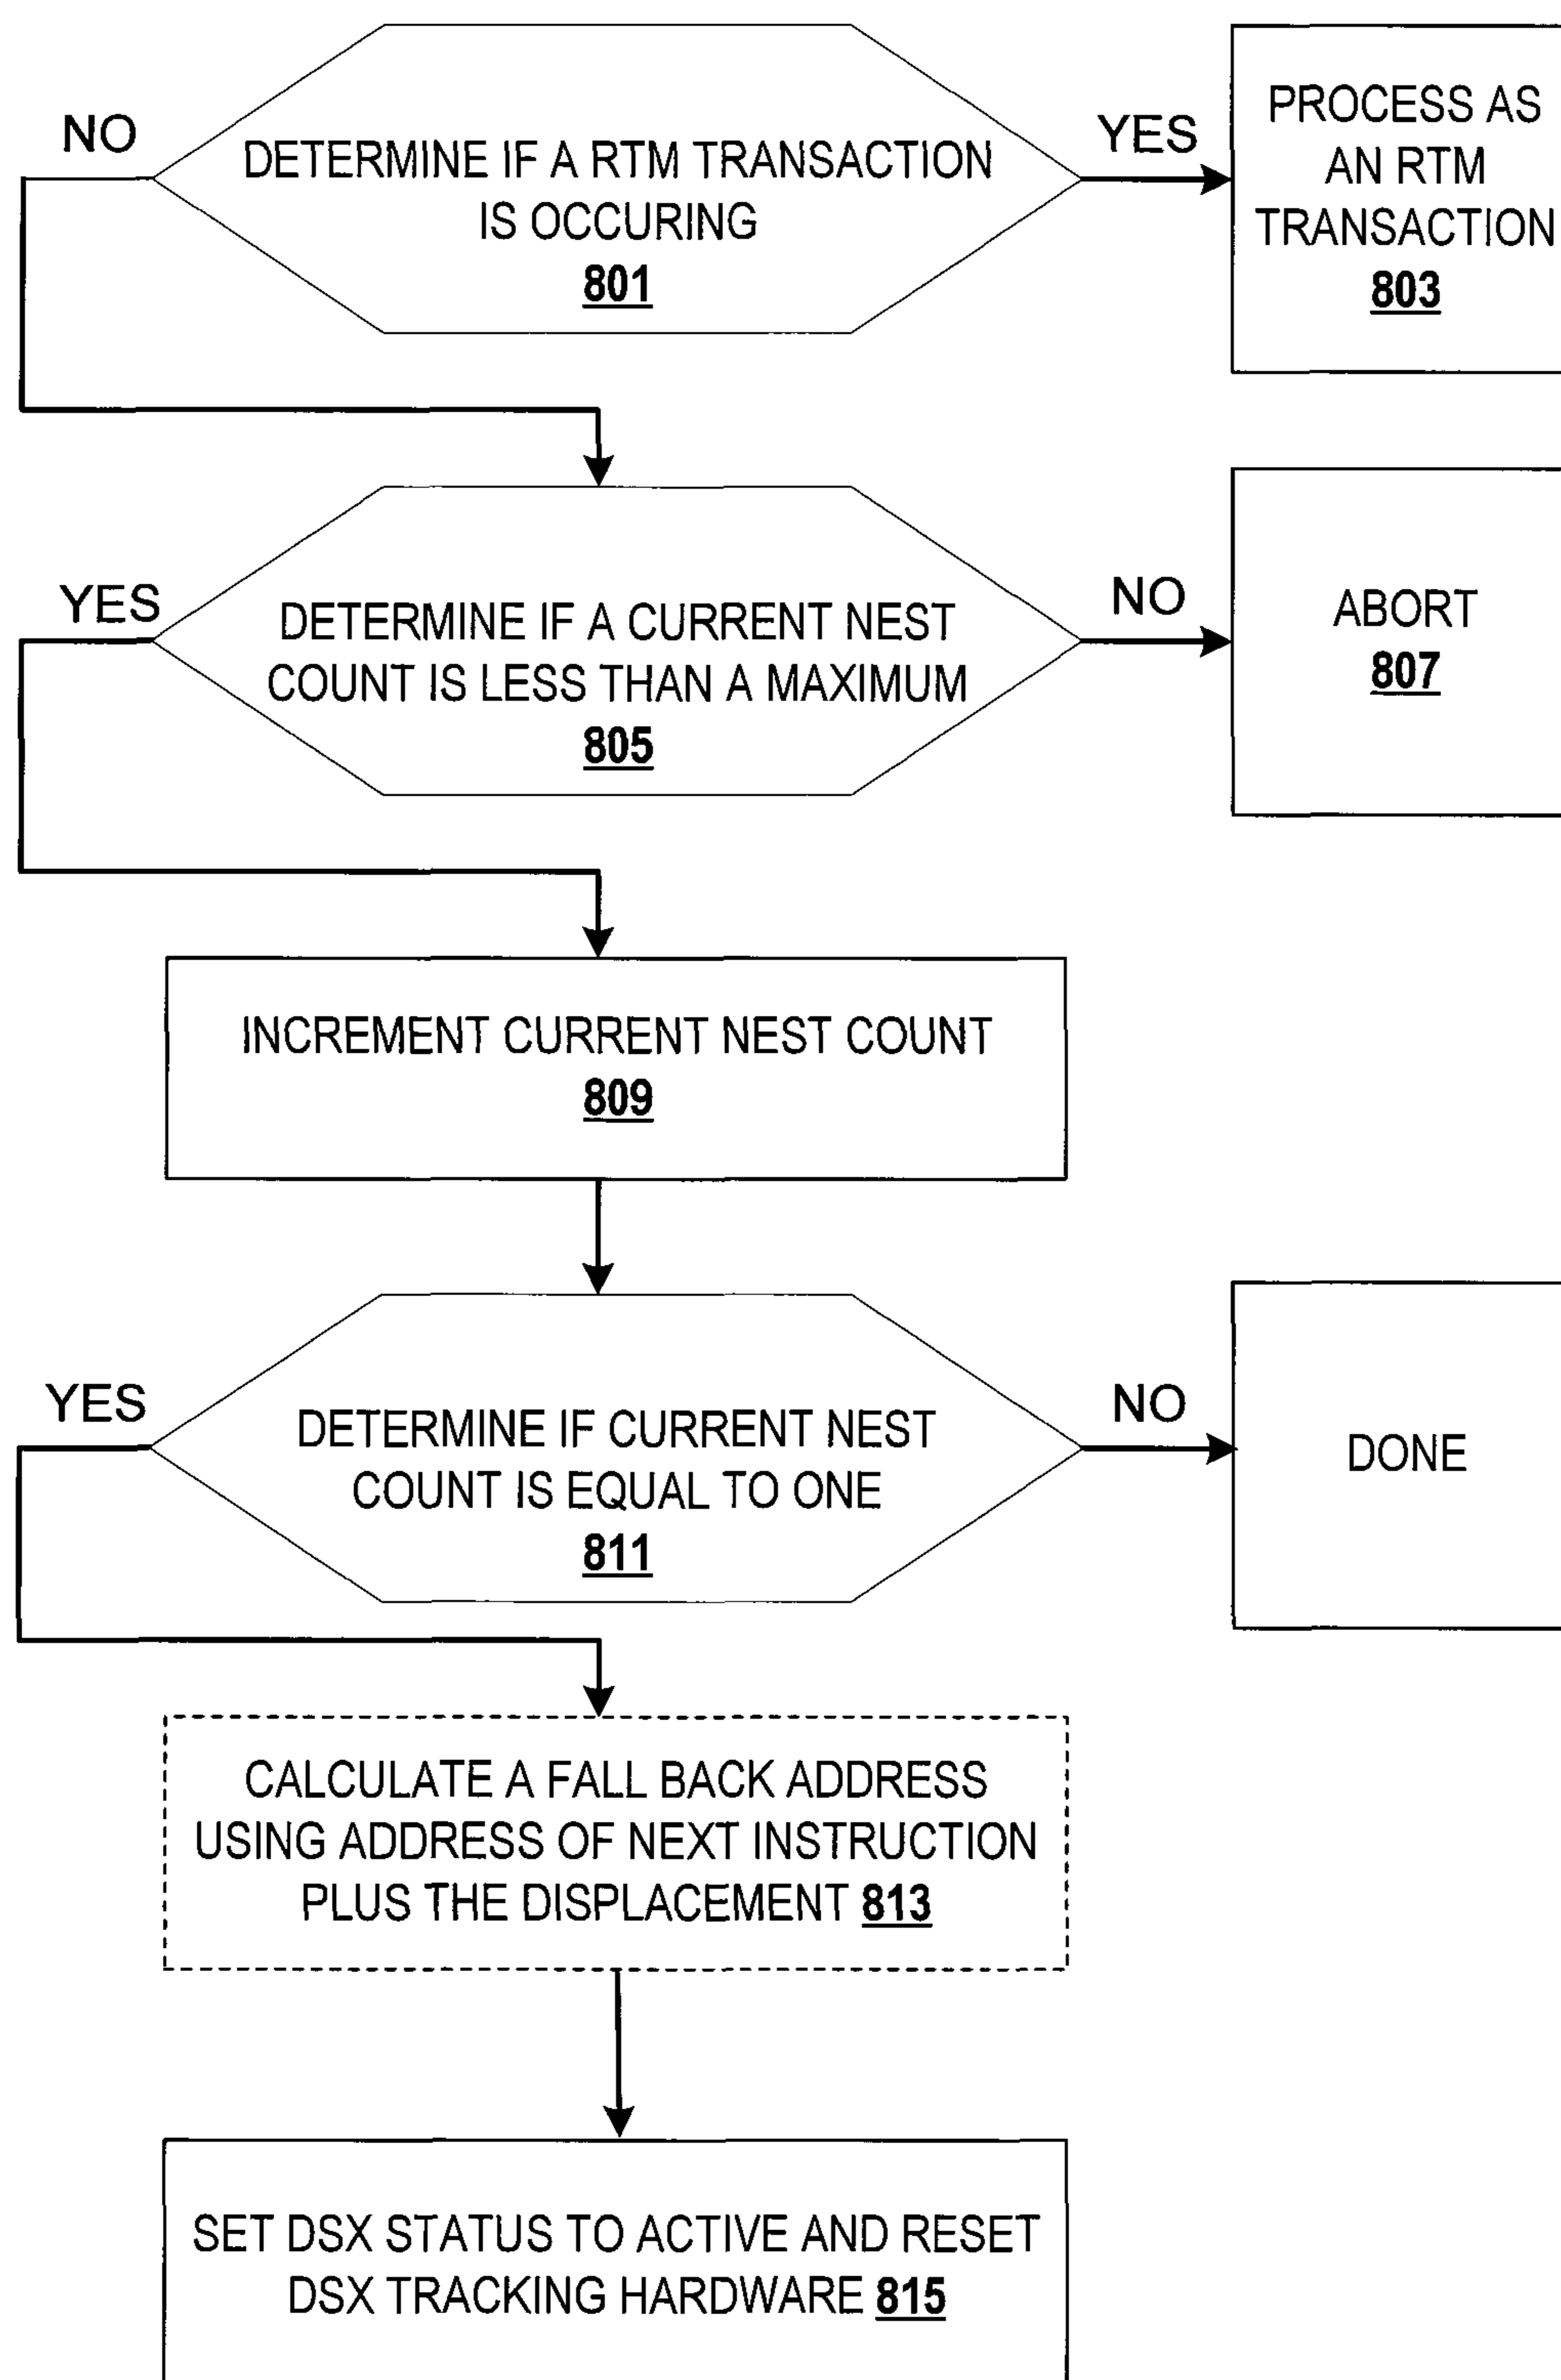 NO
DETERMINE IF A RTM TRANSACTION
IS OCCURING
801
YES
PROCESS AS
AN RTM
TRANSACTION
803
YES
DETERMINE IF A CURRENT NEST
COUNT IS LESS THAN A MAXIMUM
805
NO
ABORT
807
INCREMENT CURRENT NEST COUNT
809
YES
DETERMINE IF CURRENT NEST
COUNT IS EQUAL TO ONE
811
NO
DONE
CALCULATE A FALL BACK ADDRESS
USING ADDRESS OF NEXT INSTRUCTION
PLUS THE DISPLACEMENT 813
SET DSX STATUS TO ACTIVE AND RESET
DSX TRACKING HARDWARE 815